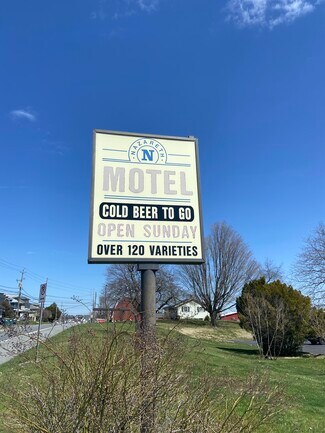 NAZARETH
N
MOTEL
COLD BEER TO GO
OPEN SUNDAY
OVER 120 VARIETIES